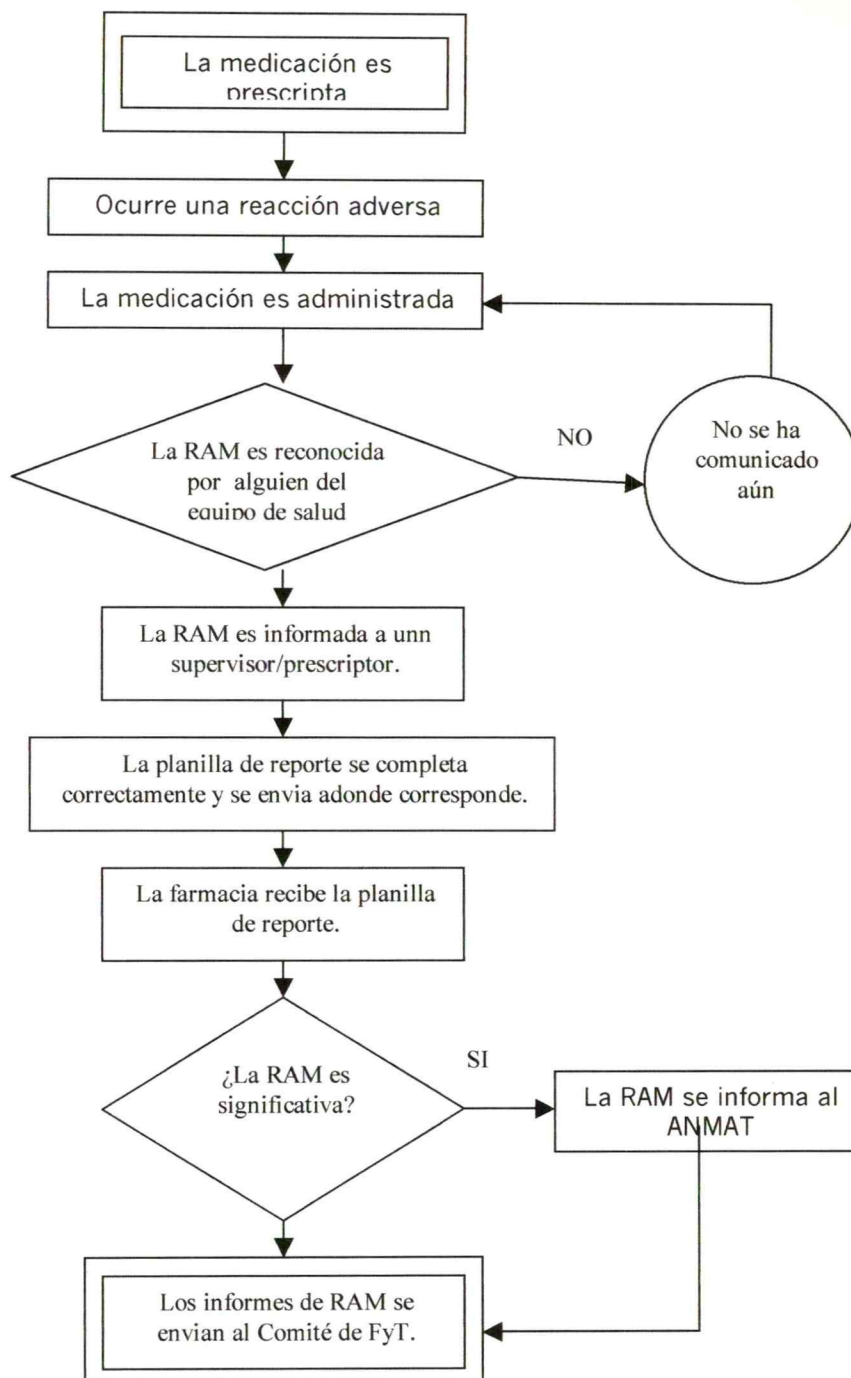 La medicación es
prescripta
Ocurre una reacción adversa
La medicación es administrada
La RAM es reconocida
por alguien del
equipo de salud
NO
No se ha
comunicado
aún
La RAM es informada a unn
supervisor/prescriptor.
La planilla de reporte se completa
correctamente y se envia adonde corresponde.
La farmacia recibe la planilla
de reporte.
¿La RAM es
significativa?
SI
La RAM se informa al
ANMAT
Los informes de RAM se
envian al Comité de FyT.